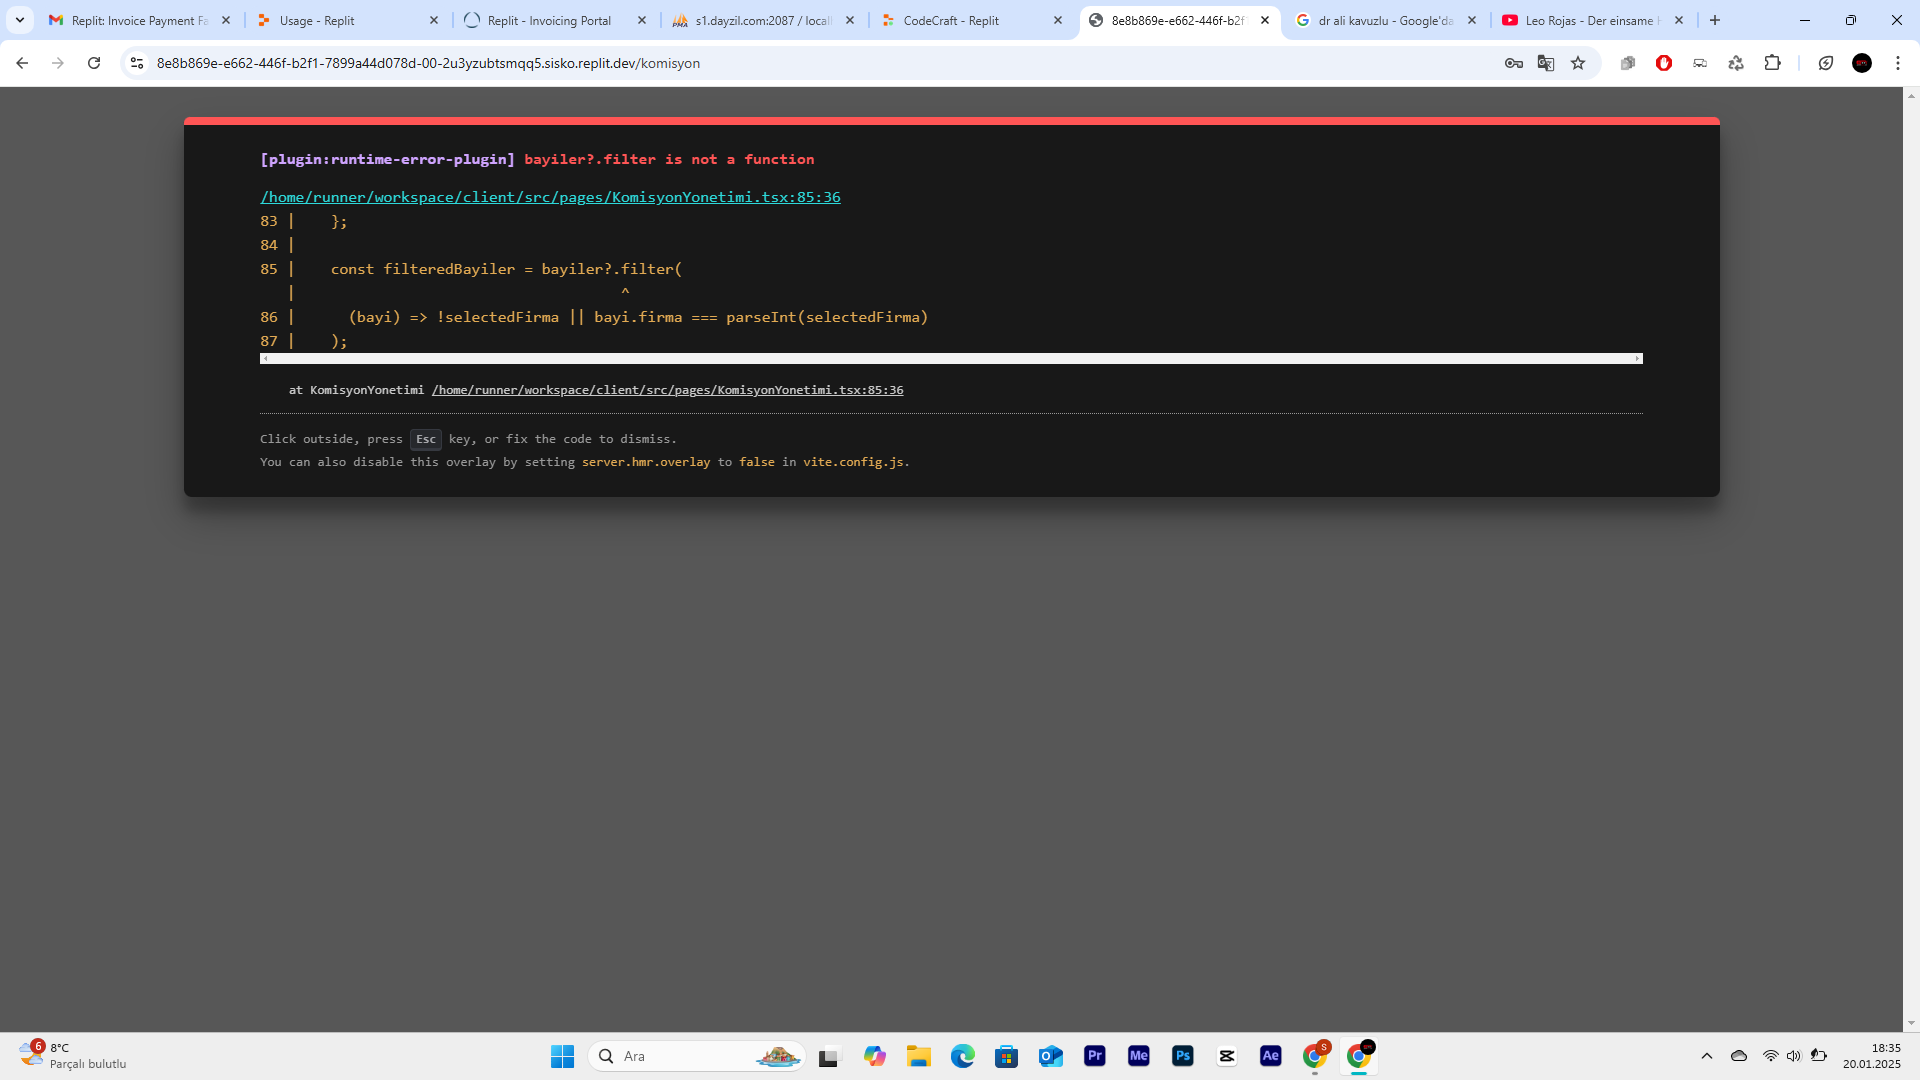 Replit: Invoice Payment Fa
Usage - Replit
Replit - Invoicing Portal
s1.dayzil.com:2087 / local
CodeCraft - Replit
8e8b869e-e662-446f-b2f
dr ali kavuzlu - Google'da
Leo Rojas - Der einsame
8e8b869e-e662-446f-b2f1-7899a44d078d-00-2u3yzubtsmqq5.sisko.replit.dev/komisyon
[plugin:runtime-error-plugin] bayiler?.filter is not a function
/home/runner/workspace/client/src/pages/KomisyonYonetimi.tsx:85:36
83 |    };
84 |
85 |    const filteredBayiler = bayiler?.filter(
|                                     ^
86 |      (bayi) => !selectedFirma || bayi.firma === parseInt(selectedFirma)
87 |    );
at KomisyonYonetimi /home/runner/workspace/client/src/pages/KomisyonYonetimi.tsx:85:36
Click outside, press Esc key, or fix the code to dismiss.
You can also disable this overlay by setting server.hmr.overlay to false in vite.config.js.
6
8°C
Parçalı bulutlu
Ara
Pr
Me
Ps
Ae
S
18:35
20.01.2025